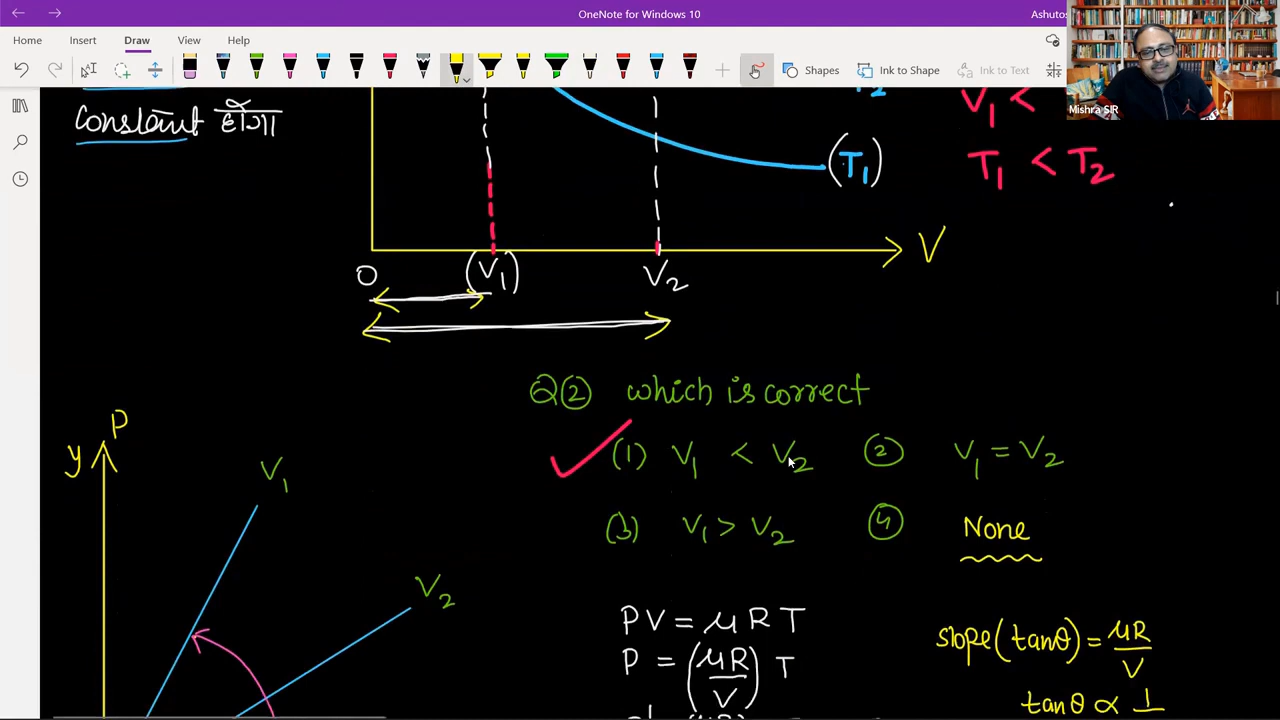 OneNote for Windows 10
Ashutos
Home Insert Draw View Help
Shapes Ink to Shape Ink to Text
Mishra SIR
Constant होगा
V₁ <
(T₁)
T₁ < T₂
V
O (V₁) V₂
Q② which is correct
(1) V₁ < V₂ ② V₁ = V₂
(3) V₁ > V₂ ④ None
y P
V₁
V₂
PV = μRT
P = (μR/V) T
slope(tanθ) = μR/V
tanθ ∝ 1